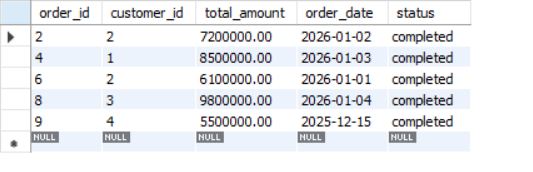 order_id customer_id total_amount order_date status
2 2 7200000.00 2026-01-02 completed
4 1 8500000.00 2026-01-03 completed
6 2 6100000.00 2026-01-01 completed
8 3 9800000.00 2026-01-04 completed
9 4 5500000.00 2025-12-15 completed
NULL NULL NULL NULL NULL